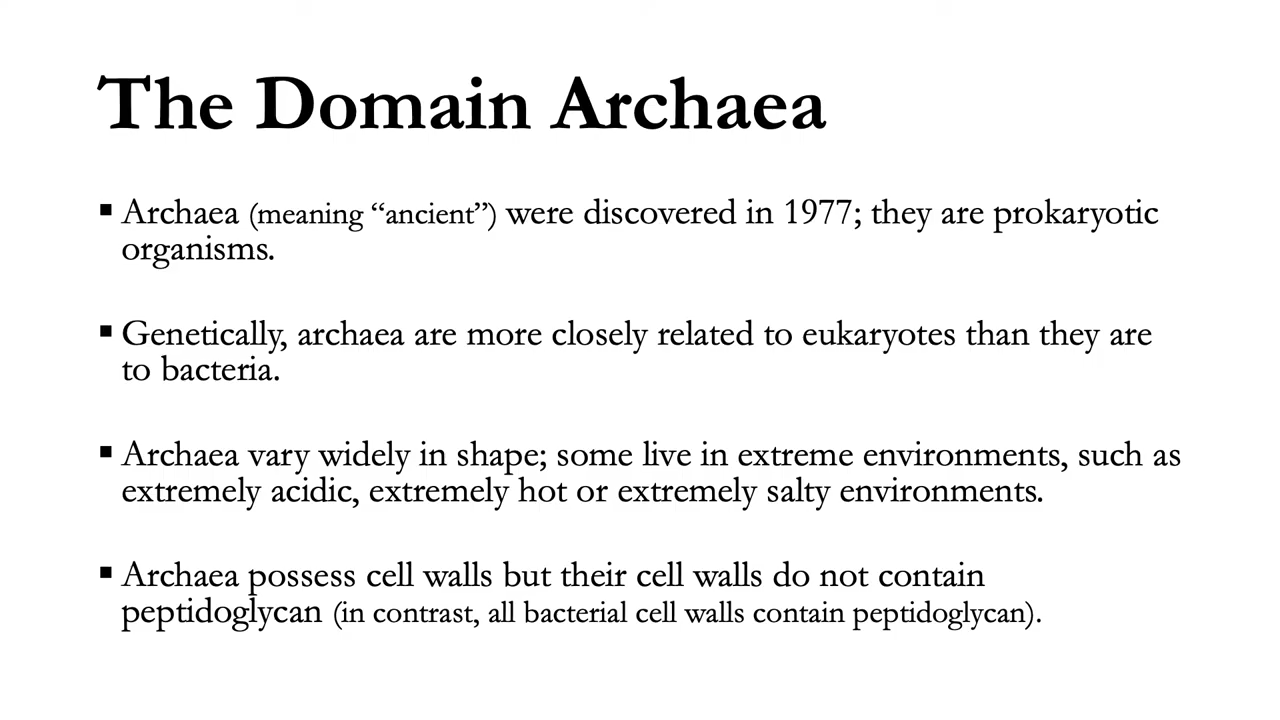 The Domain Archaea
▪ Archaea (meaning “ancient”) were discovered in 1977; they are prokaryotic
organisms.
▪ Genetically, archaea are more closely related to eukaryotes than they are
to bacteria.
▪ Archaea vary widely in shape; some live in extreme environments, such as
extremely acidic, extremely hot or extremely salty environments.
▪ Archaea possess cell walls but their cell walls do not contain
peptidoglycan (in contrast, all bacterial cell walls contain peptidoglycan).